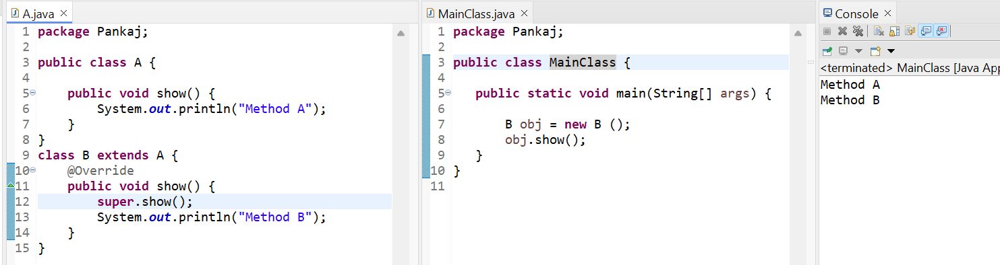 A.java
1 package Pankaj;
2
3 public class A {
4
5 public void show() {
6 System.out.println("Method A");
7 }
8 }
9 class B extends A {
10 @Override
11 public void show() {
12 super.show();
13 System.out.println("Method B");
14 }
15 }
MainClass.java
1 package Pankaj;
2
3 public class MainClass {
4
5 public static void main(String[] args) {
6
7 B obj = new B ();
8 obj.show();
9 }
10 }
11
Console
<terminated> MainClass [Java App
Method A
Method B